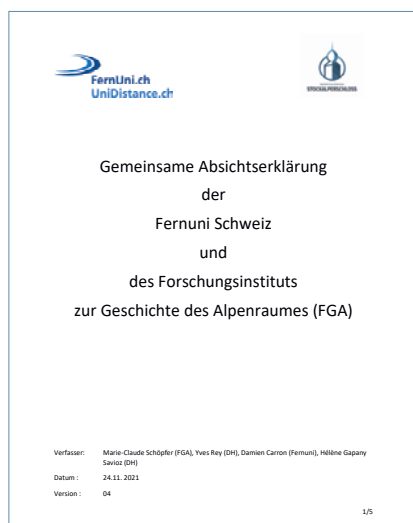 FernUni.ch
UniDistance.ch
STOCKALPERSCHLOSS
Gemeinsame Absichtserklärung
der
Fernuni Schweiz
und
des Forschungsinstituts
zur Geschichte des Alpenraumes (FGA)
Verfasser: Marie-Claude Schöpfer (FGA), Yves Rey (DH), Damien Carron (Fernuni), Hélène Gapany
Savioz (DH)
Datum : 24.11. 2021
Version : 04
1/5